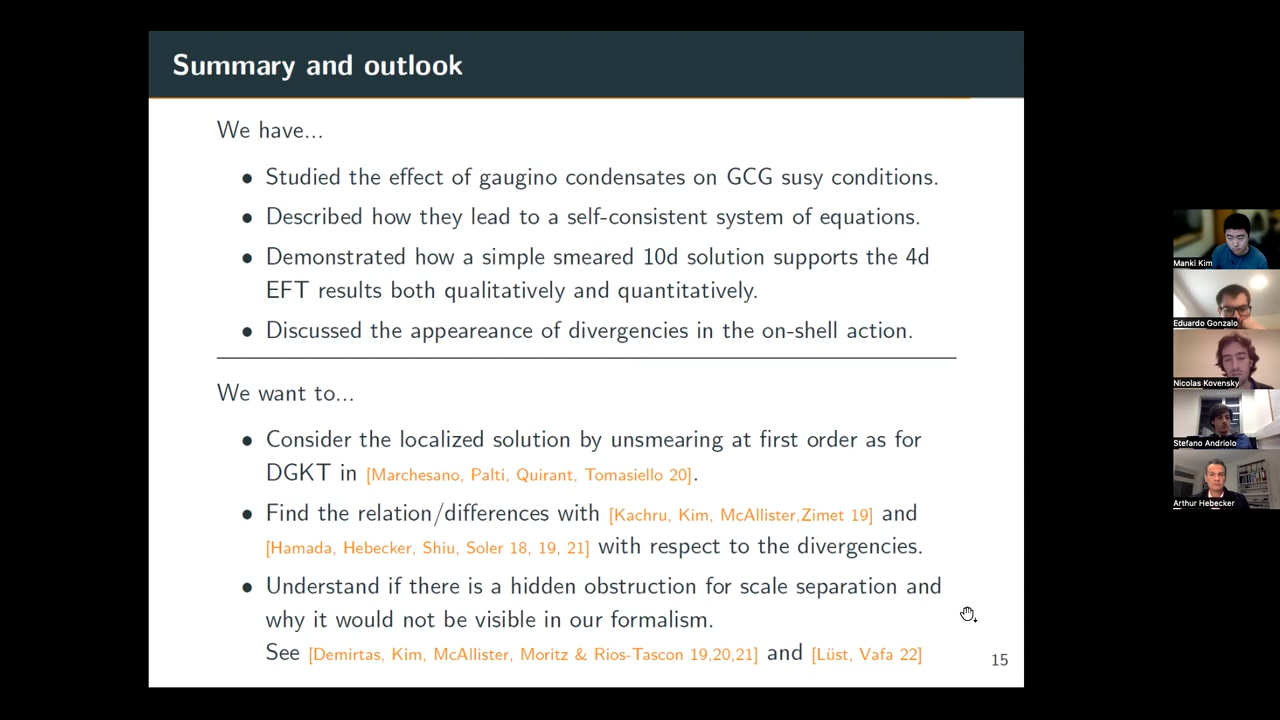 Summary and outlook
We have...
• Studied the effect of gaugino condensates on GCG susy conditions.
• Described how they lead to a self-consistent system of equations.
• Demonstrated how a simple smeared 10d solution supports the 4d
EFT results both qualitatively and quantitatively.
• Discussed the appeareance of divergencies in the on-shell action.
We want to...
• Consider the localized solution by unsmearing at first order as for
DGKT in [Marchesano, Palti, Quirant, Tomasiello 20].
• Find the relation/differences with [Kachru, Kim, McAllister,Zimet 19] and
[Hamada, Hebecker, Shiu, Soler 18, 19, 21] with respect to the divergencies.
• Understand if there is a hidden obstruction for scale separation and
why it would not be visible in our formalism.
See [Demirtas, Kim, McAllister, Moritz & Rios-Tascon 19,20,21] and [Lüst, Vafa 22]
15
Manki Kim
Eduardo Gonzalo
Nicolas Kovensky
Stefano Andriolo
Arthur Hebecker